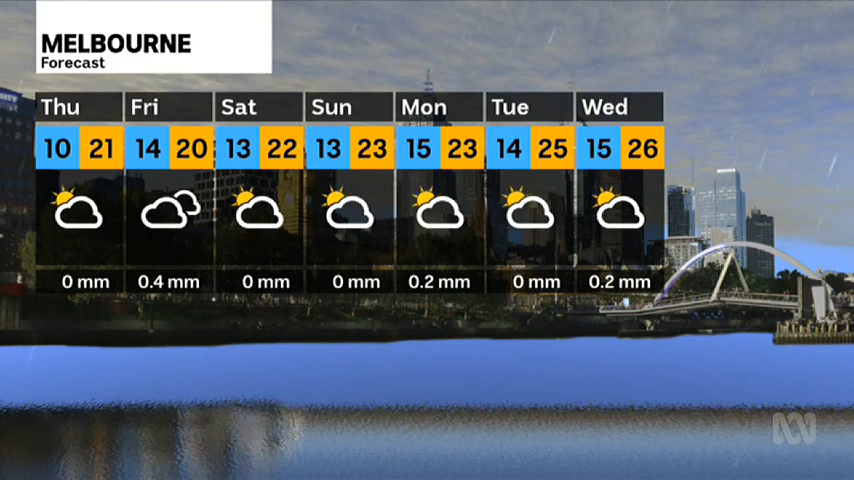 MELBOURNE
Forecast
Thu Fri Sat Sun Mon Tue Wed
10 21 14 20 13 22 13 23 15 23 14 25 15 26
0 mm 0.4 mm 0 mm 0 mm 0.2 mm 0 mm 0.2 mm